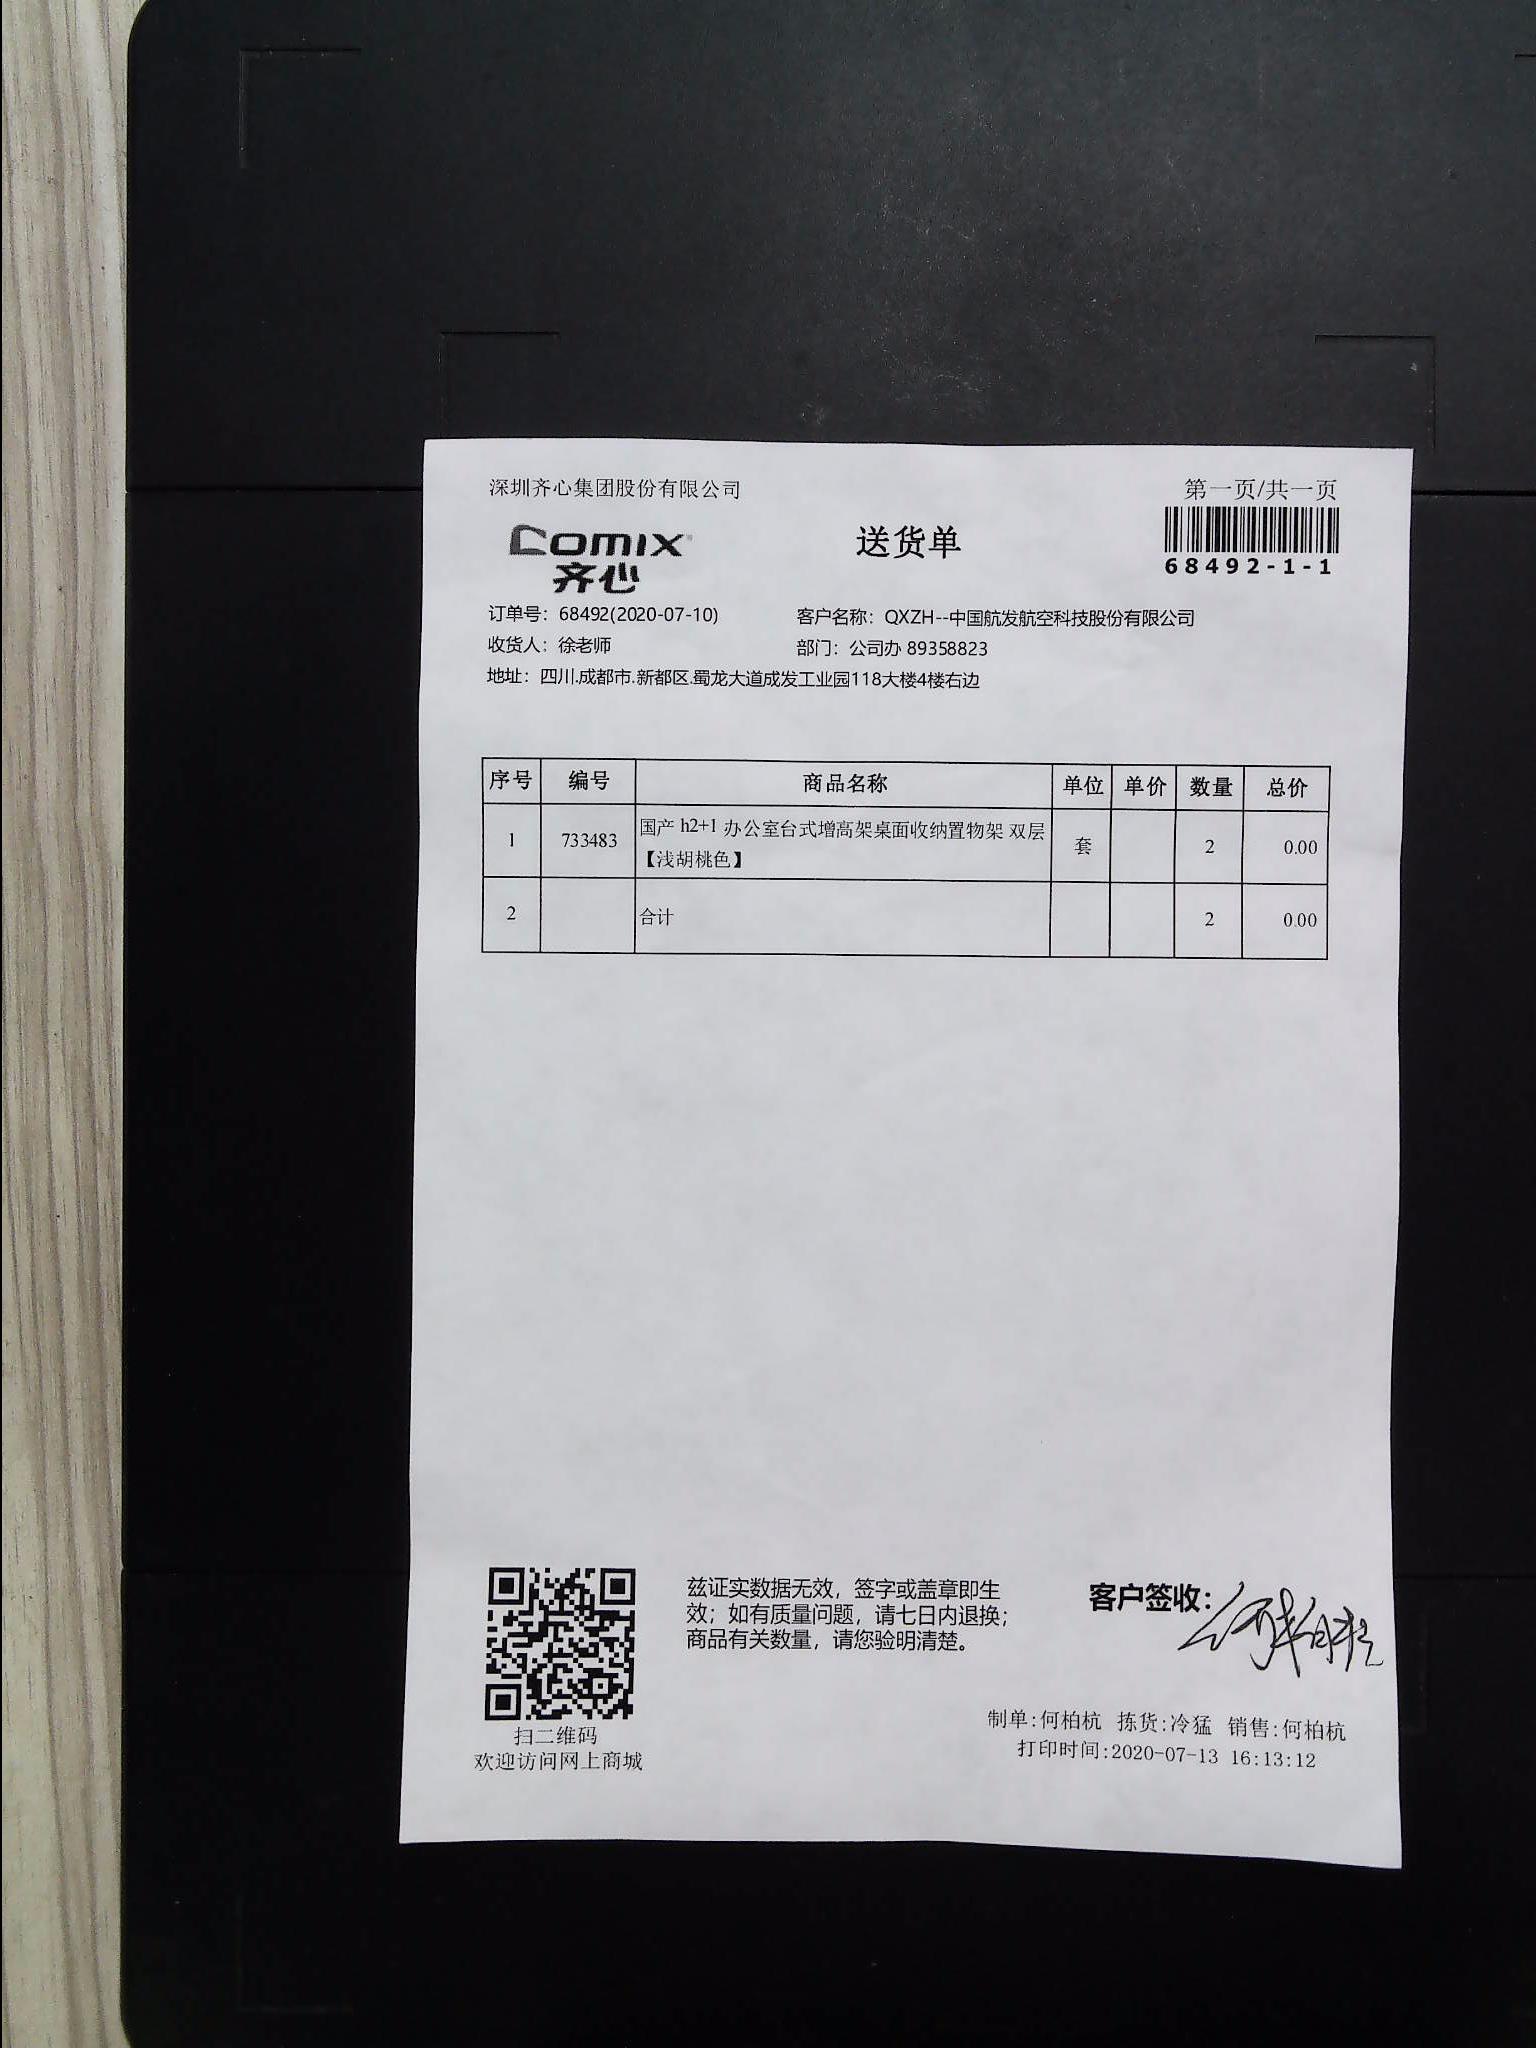 深圳齐心集团股份有限公司
第一页/共一页
COMIX
齐心
送货单
68492-1-1
订单号：68492(2020-07-10)
客户名称：QXZH--中国航发航空科技股份有限公司
收货人：徐老师
部门：公司办 89358823
地址：四川.成都市.新都区.蜀龙大道成发工业园118大楼4楼右边
序号 编号 商品名称 单位 单价 数量 总价
1 733483 国产 h2+1 办公室台式增高架桌面收纳置物架 双层 套 2 0.00
【浅胡桃色】
2 合计 2 0.00
兹证实数据无效，签字或盖章即生
效；如有质量问题，请七日内退换；
商品有关数量，请您验明清楚。
客户签收：何柏杭
扫二维码
欢迎访问网上商城
制单:何柏杭 拣货:冷猛 销售:何柏杭
打印时间:2020-07-13 16:13:12